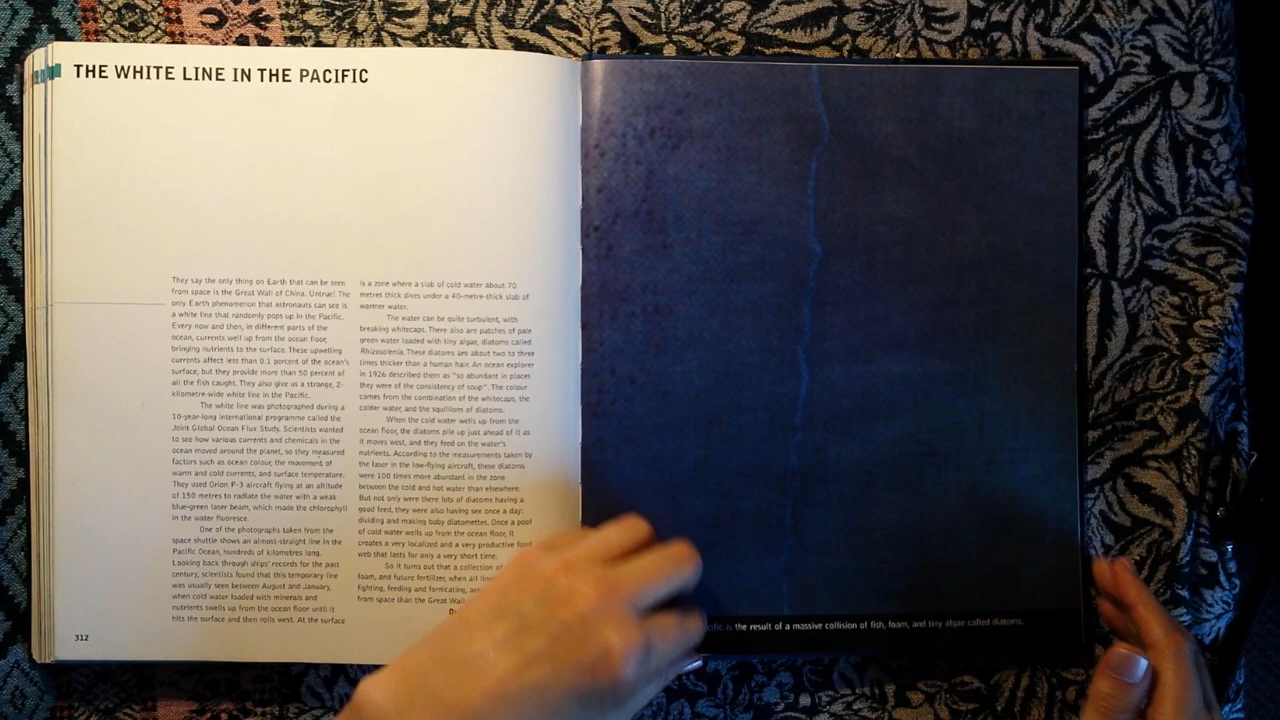 THE WHITE LINE IN THE PACIFIC
They say the only thing on Earth that can be seen
from space is the Great Wall of China. Untrue! The
only Earth phenomenon that astronauts can see is
a white line that randomly pops up in the Pacific.
Every now and then, in different parts of the
ocean, currents well up from the ocean floor,
bringing nutrients to the surface. These upwelling
currents affect less than 0.1 percent of the ocean's
surface, but they provide more than 50 percent of
all the fish caught. They also give us a strange, 2-
kilometre-wide white line in the Pacific.
The white line was photographed during a
10-year-long international programme called the
Joint Global Ocean Flux Study. Scientists wanted
to see how various currents and chemicals in the
ocean moved around the planet, so they measured
factors such as ocean colour, the movement of
warm and cold currents, and surface temperature.
They used Orion P-3 aircraft flying at an altitude
of 150 metres to radiate the water with a weak
blue-green laser beam, which made the chlorophyll
in the water fluoresce.
One of the photographs taken from the
space shuttle shows an almost-straight line in the
Pacific Ocean, hundreds of kilometres long.
Looking back through ships' records for the past
century, scientists found that this temporary line
was usually seen between August and January,
when cold water loaded with minerals and
nutrients swells up from the ocean floor until it
hits the surface and then rolls west. At the surface
is a zone where a slab of cold water about 70
metres thick dives under a 40-metre-thick slab of
warmer water.
The water can be quite turbulent, with
breaking whitecaps. There also are patches of pale
green water loaded with tiny algae, diatoms called
Rhizosolenia. These diatoms are about two to three
times thicker than a human hair. An ocean explorer
in 1926 described them as "so abundant in places
they were of the consistency of soup". The colour
comes from the combination of the whitecaps, the
colder water, and the squillions of diatoms.
When the cold water wells up from the
ocean floor, the diatoms pile up just ahead of it as
it moves west, and they feed on the water's
nutrients. According to the measurements taken by
the laser in the low-flying aircraft, these diatoms
were 100 times more abundant in the zone
between the cold and hot water than elsewhere.
But not only were there lots of diatoms having a
good feed, they were also having sex once a day:
dividing and making baby diatomettes. Once a pool
of cold water wells up from the ocean floor, it
creates a very localized and a very productive food
web that lasts for only a very short time.
So it turns out that a collection of
foam, and future fertilizer, when all
fighting, feeding and fornicating,
from space than the Great Wall
312
is the result of a massive collision of fish, foam, and tiny algae called diatoms.